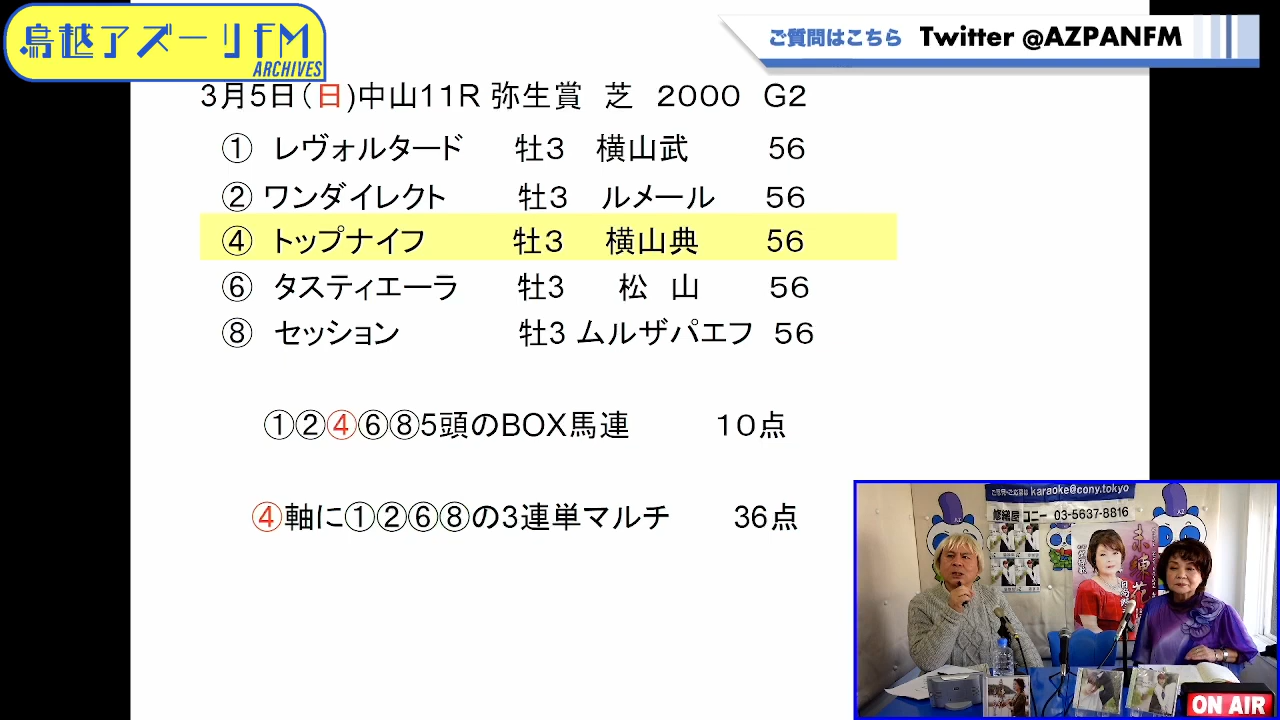 鳥越アズーリFM
ARCHIVES
ご質問はこちら Twitter @AZPANFM
3月5日(日)中山11R 弥生賞 芝 2000 G2
① レヴォルタード 牡3 横山武 56
② ワンダイレクト 牡3 ルメール 56
④ トップナイフ 牡3 横山典 56
⑥ タスティエーラ 牡3 松 山 56
⑧ セッション 牡3 ムルザパエフ 56
①②④⑥⑧5頭のBOX馬連 10点
④軸に①②⑥⑧の3連単マルチ 36点
karaoke@cony.tokyo
コニー 03-5637-8816
ON AIR